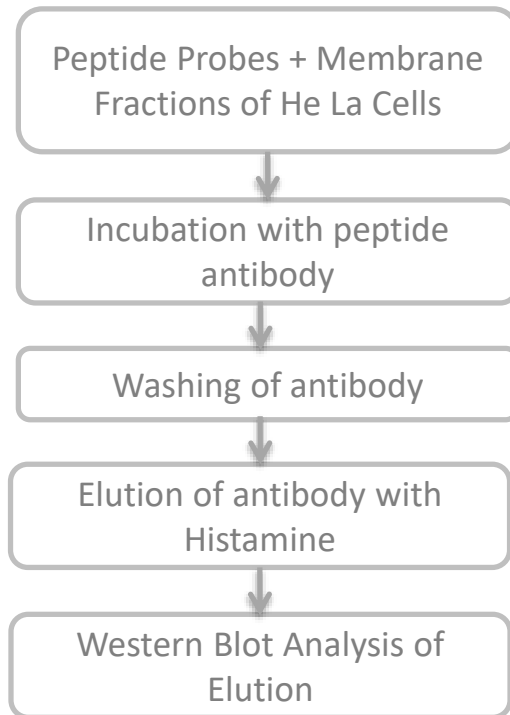 Peptide Probes + Membrane
Fractions of He La Cells
Incubation with peptide
antibody
Washing of antibody
Elution of antibody with
Histamine
Western Blot Analysis of
Elution